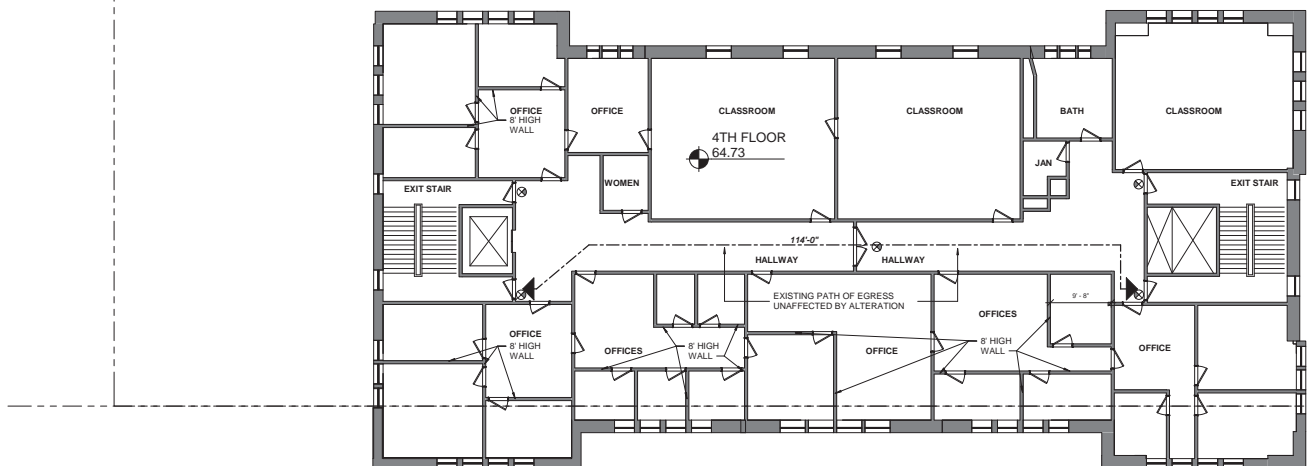 OFFICE
8' HIGH
WALL
OFFICE
CLASSROOM
CLASSROOM
BATH
CLASSROOM
4TH FLOOR
64.73
JAN
WOMEN
EXIT STAIR
EXIT STAIR
114'-0"
HALLWAY
HALLWAY
EXISTING PATH OF EGRESS
UNAFFECTED BY ALTERATION
9' - 8"
OFFICES
OFFICE
8' HIGH
WALL
OFFICES
8' HIGH
WALL
OFFICE
8' HIGH
WALL
OFFICE